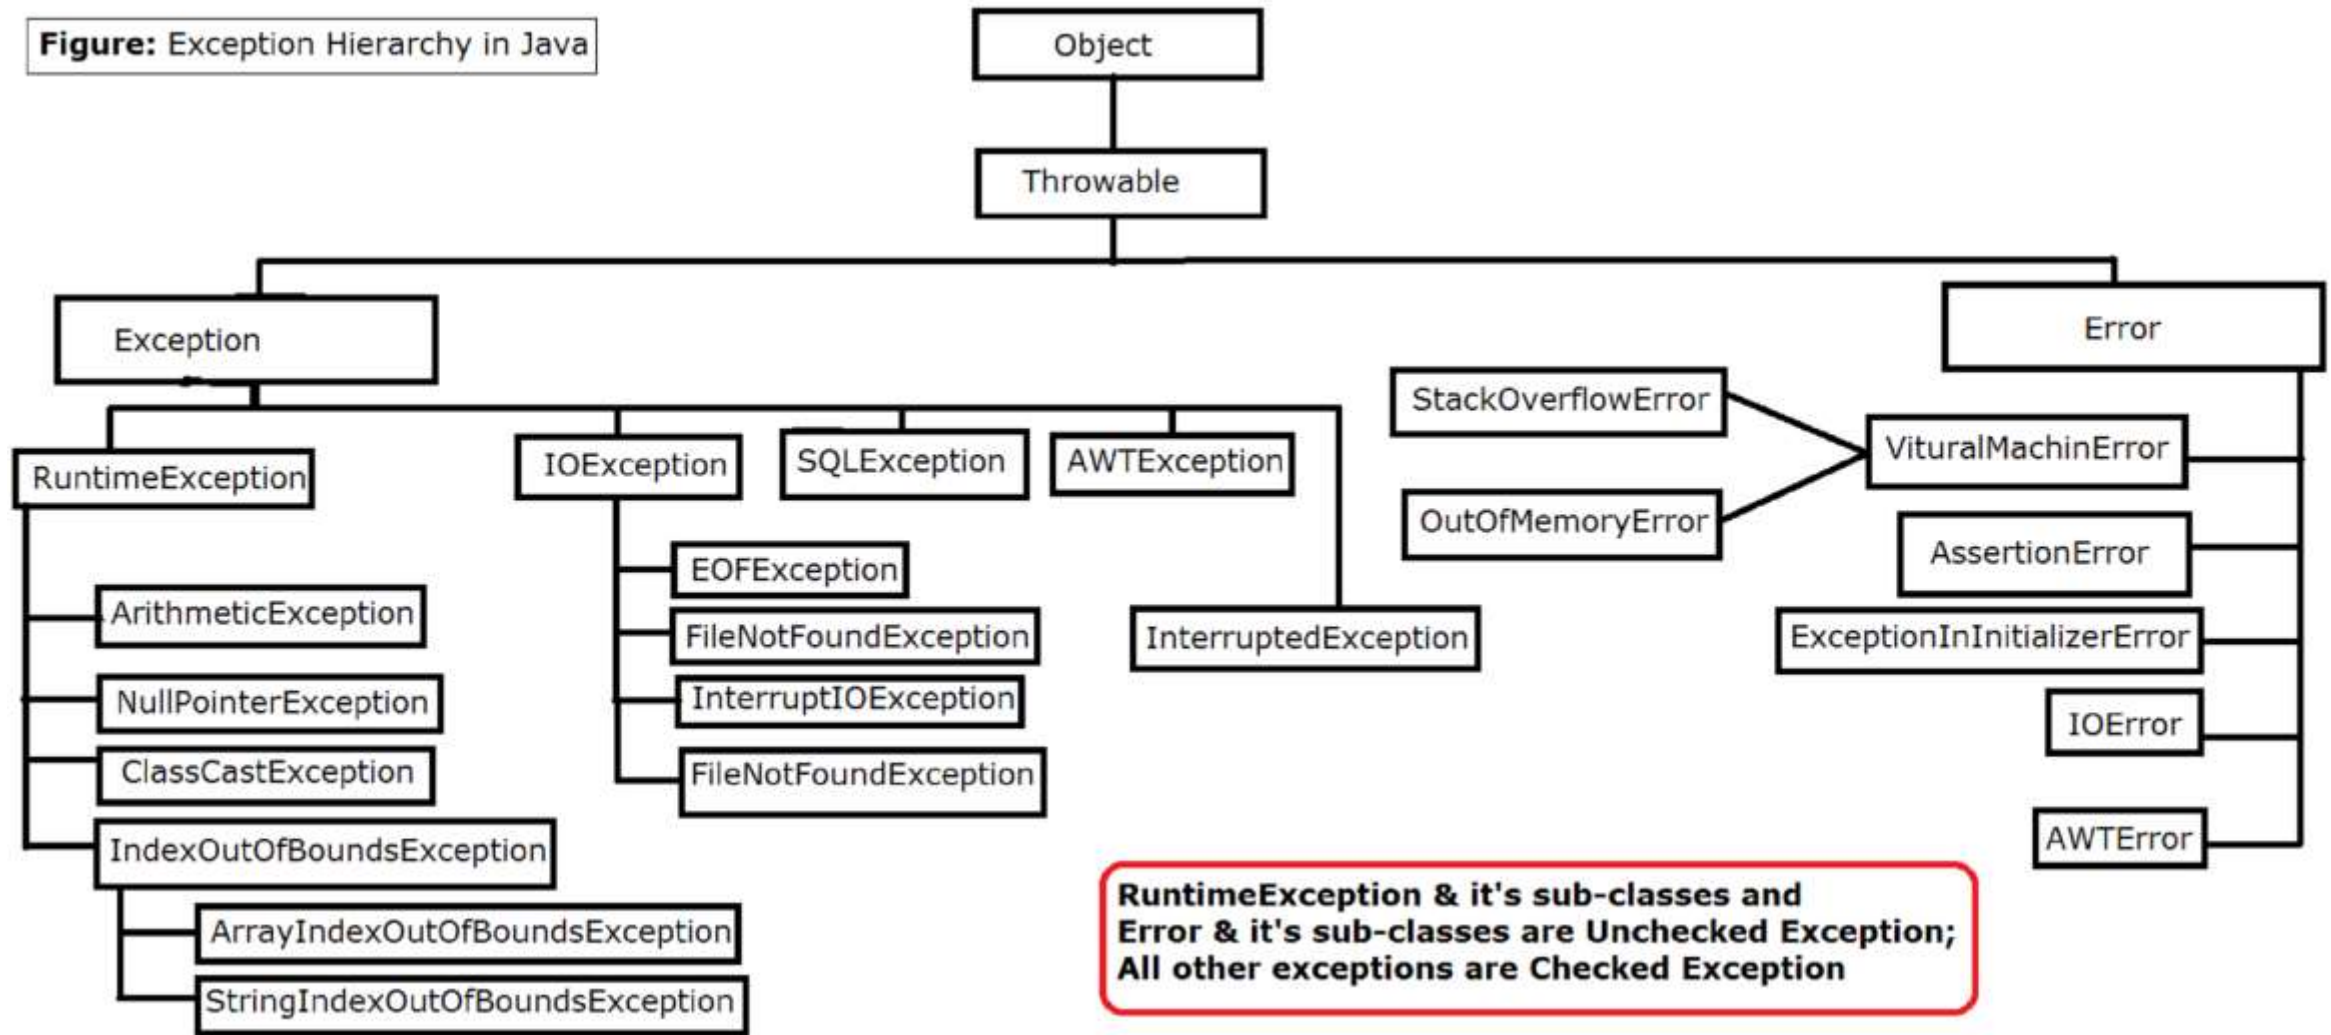 Figure: Exception Hierarchy in Java
Object
Throwable
Exception
Error
RuntimeException
IOException
SQLException
AWTException
InterruptedException
ArithmeticException
NullPointerException
ClassCastException
IndexOutOfBoundsException
ArrayIndexOutOfBoundsException
StringIndexOutOfBoundsException
EOFException
FileNotFoundException
InterruptIOException
FileNotFoundException
StackOverflowError
OutOfMemoryError
VituralMachinError
AssertionError
ExceptionInInitializerError
IOError
AWTError
RuntimeException & it's sub-classes and
Error & it's sub-classes are Unchecked Exception;
All other exceptions are Checked Exception